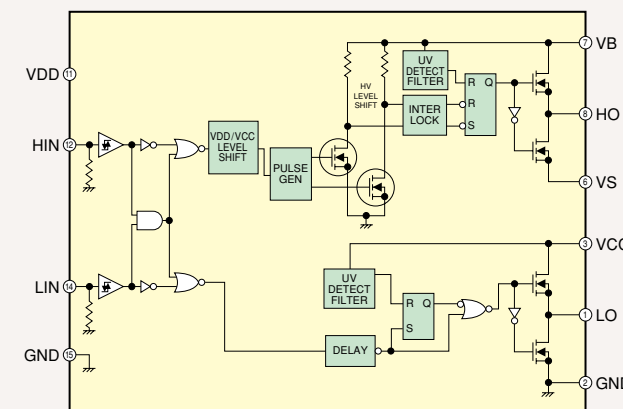 VDD 11
HIN 12
LIN 14
GND 15
VDD/VCC
LEVEL
SHIFT
PULSE
GEN
HV
LEVEL
SHIFT
UV
DETECT
FILTER
INTER
LOCK
R Q
R
S
7 VB
8 HO
6 VS
UV
DETECT
FILTER
R Q
S
DELAY
3 VCC
1 LO
2 GND